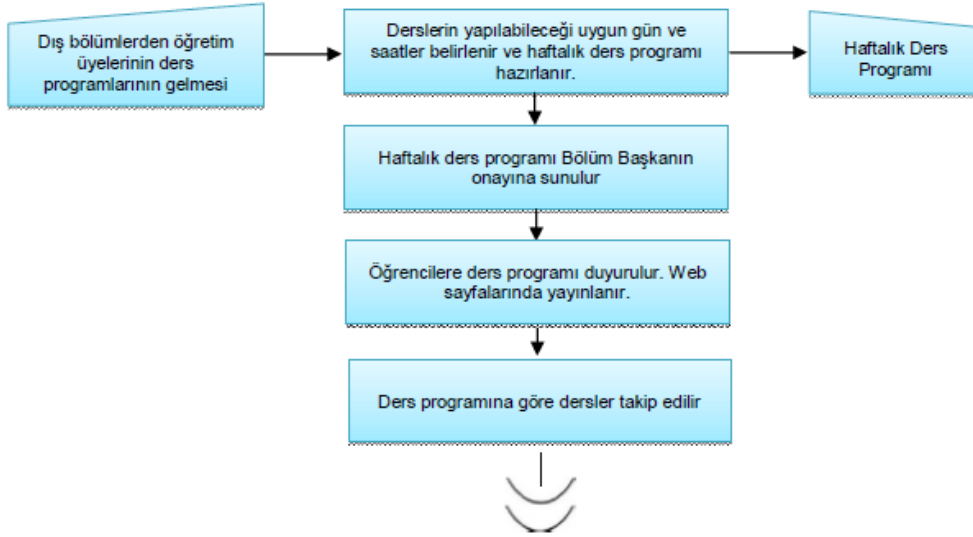 Dış bölümlerden öğretim
üyelerinin ders
programlarının gelmesi
Derslerin yapılabileceği uygun gün ve
saatler belirlenir ve haftalık ders programı
hazırlanır.
Haftalık Ders
Programı
Haftalık ders programı Bölüm Başkanın
onayına sunulur
Öğrencilere ders programı duyurulur. Web
sayfalarında yayınlanır.
Ders programına göre dersler takip edilir